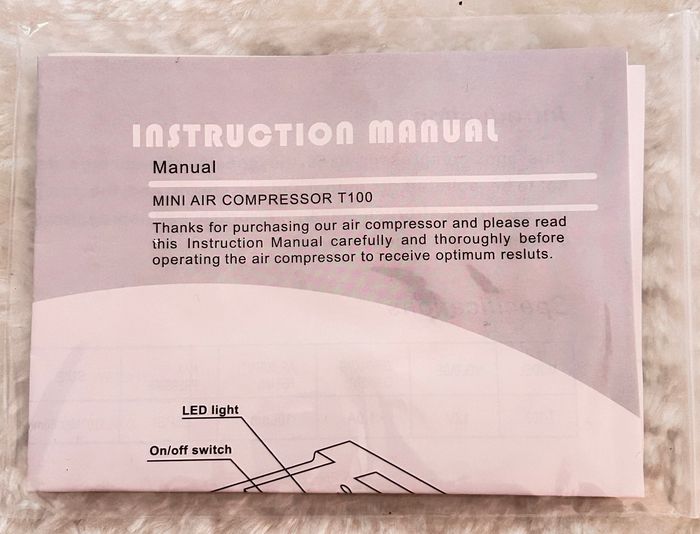 INSTRUCTION MANUAL
Manual
MINI AIR COMPRESSOR T100
Thanks for purchasing our air compressor and please read
this Instruction Manual carefully and thoroughly before
operating the air compressor to receive optimum resluts.
LED light
On/off switch